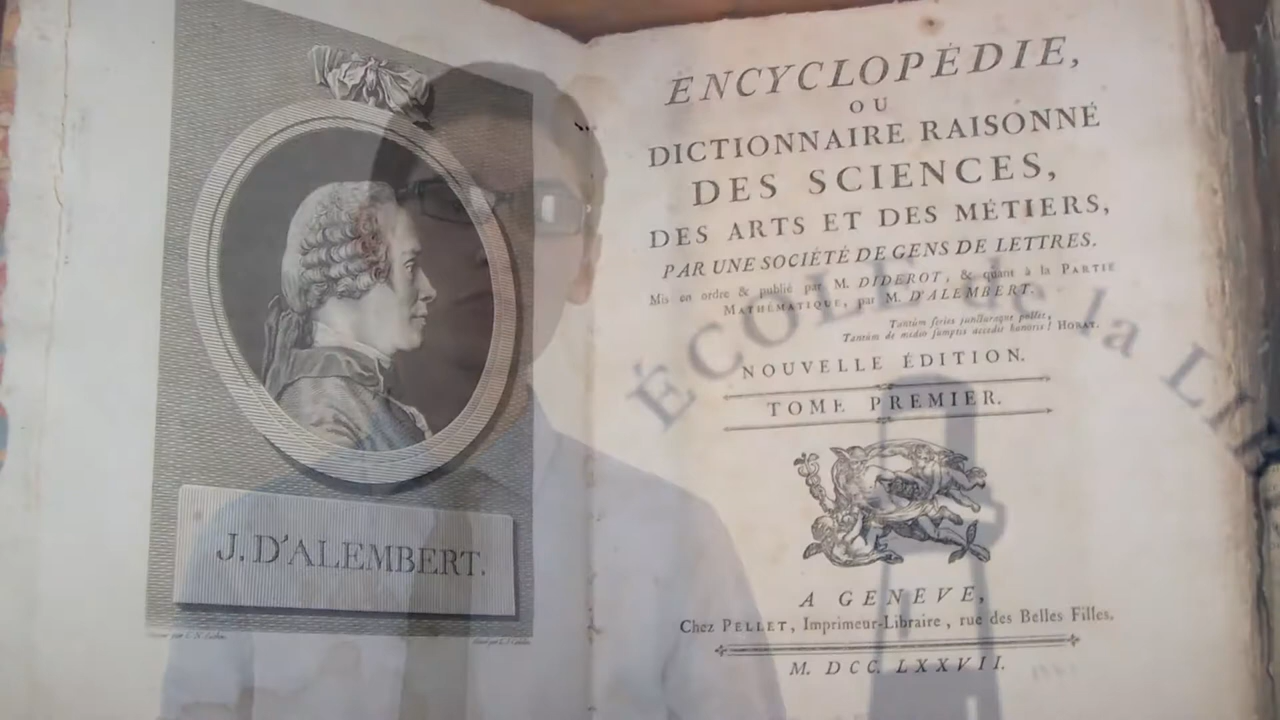 J. D'ALEMBERT.
ENCYCLOPÉDIE,
OU
DICTIONNAIRE RAISONNÉ
DES SCIENCES,
DES ARTS ET DES MÉTIERS,
PAR UNE SOCIÉTÉ DE GENS DE LETTRES.
Mis en ordre & publié par M. DIDEROT, & quant à la PARTIE
MATHÉMATIQUE, par M. D'ALEMBERT.
Tantùm series juncturaque pollet,
Tantùm de medio sumptis accedit honoris! HORAT.
NOUVELLE ÉDITION.
TOME PREMIER.
A GENEVE,
Chez PELLET, Imprimeur-Libraire, rue des Belles Filles.
M. DCC. LXXVII.
ÉCOLE de la LI